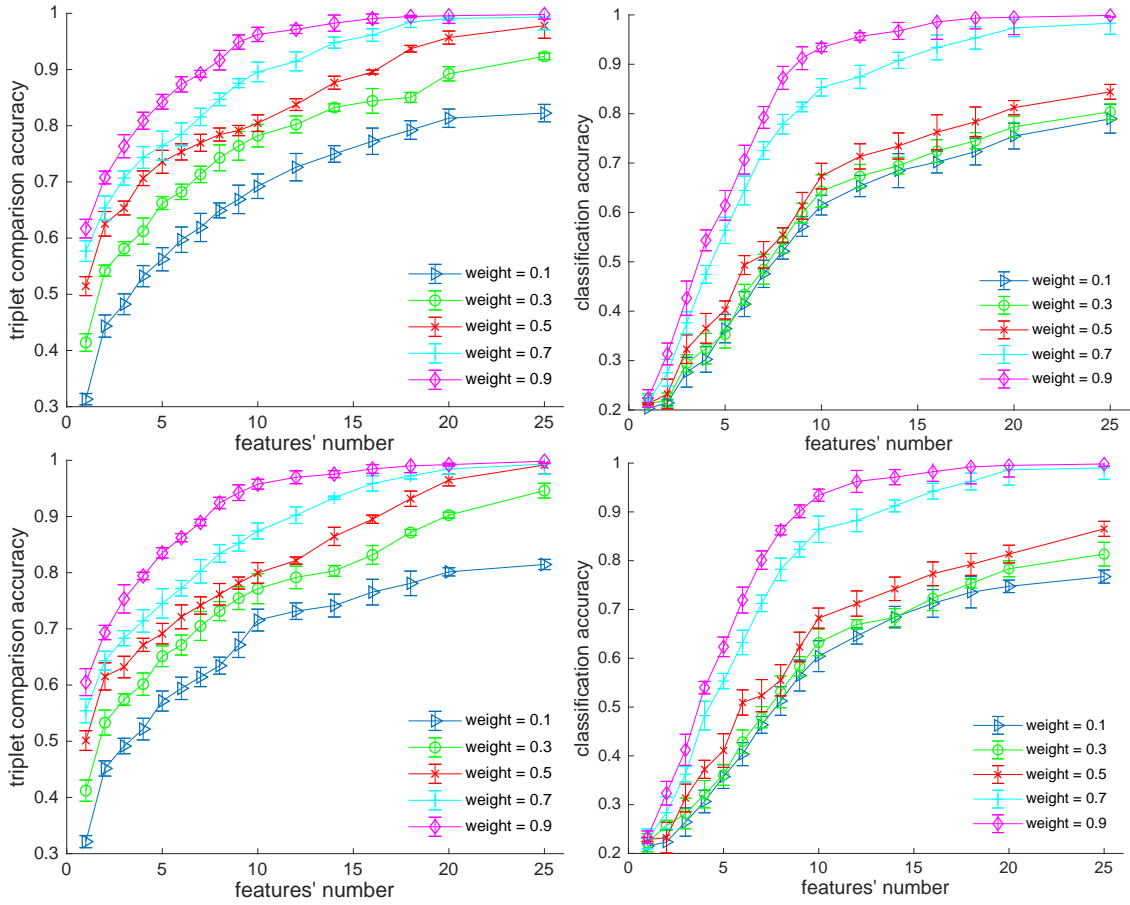 triplet comparison accuracy
1
0.9
0.8
0.7
0.6
0.5
0.4
0.3
0 5 10 15 20 25
features' number
weight = 0.1
weight = 0.3
weight = 0.5
weight = 0.7
weight = 0.9
classification accuracy
1
0.9
0.8
0.7
0.6
0.5
0.4
0.3
0.2
0 5 10 15 20 25
features' number
weight = 0.1
weight = 0.3
weight = 0.5
weight = 0.7
weight = 0.9
triplet comparison accuracy
1
0.9
0.8
0.7
0.6
0.5
0.4
0.3
0 5 10 15 20 25
features' number
weight = 0.1
weight = 0.3
weight = 0.5
weight = 0.7
weight = 0.9
classification accuracy
1
0.9
0.8
0.7
0.6
0.5
0.4
0.3
0.2
0 5 10 15 20 25
features' number
weight = 0.1
weight = 0.3
weight = 0.5
weight = 0.7
weight = 0.9